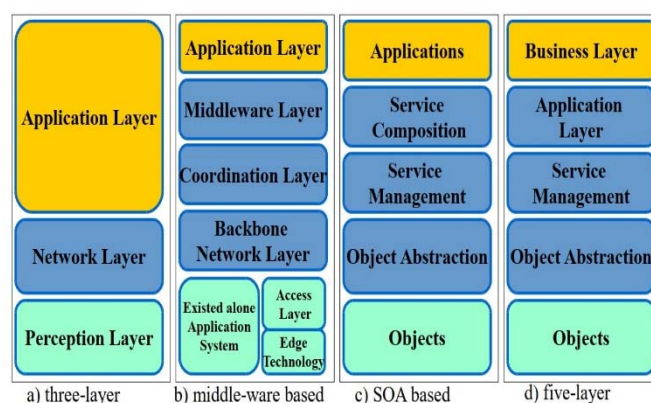 Application Layer
Network Layer
Perception Layer
a) three-layer
Application Layer
Middleware Layer
Coordination Layer
Backbone
Network Layer
Existed alone
Application
System
Access
Layer
Edge
Technology
b) middle-ware based
Applications
Service
Composition
Service
Management
Object Abstraction
Objects
c) SOA based
Business Layer
Application
Layer
Service
Management
Object Abstraction
Objects
d) five-layer